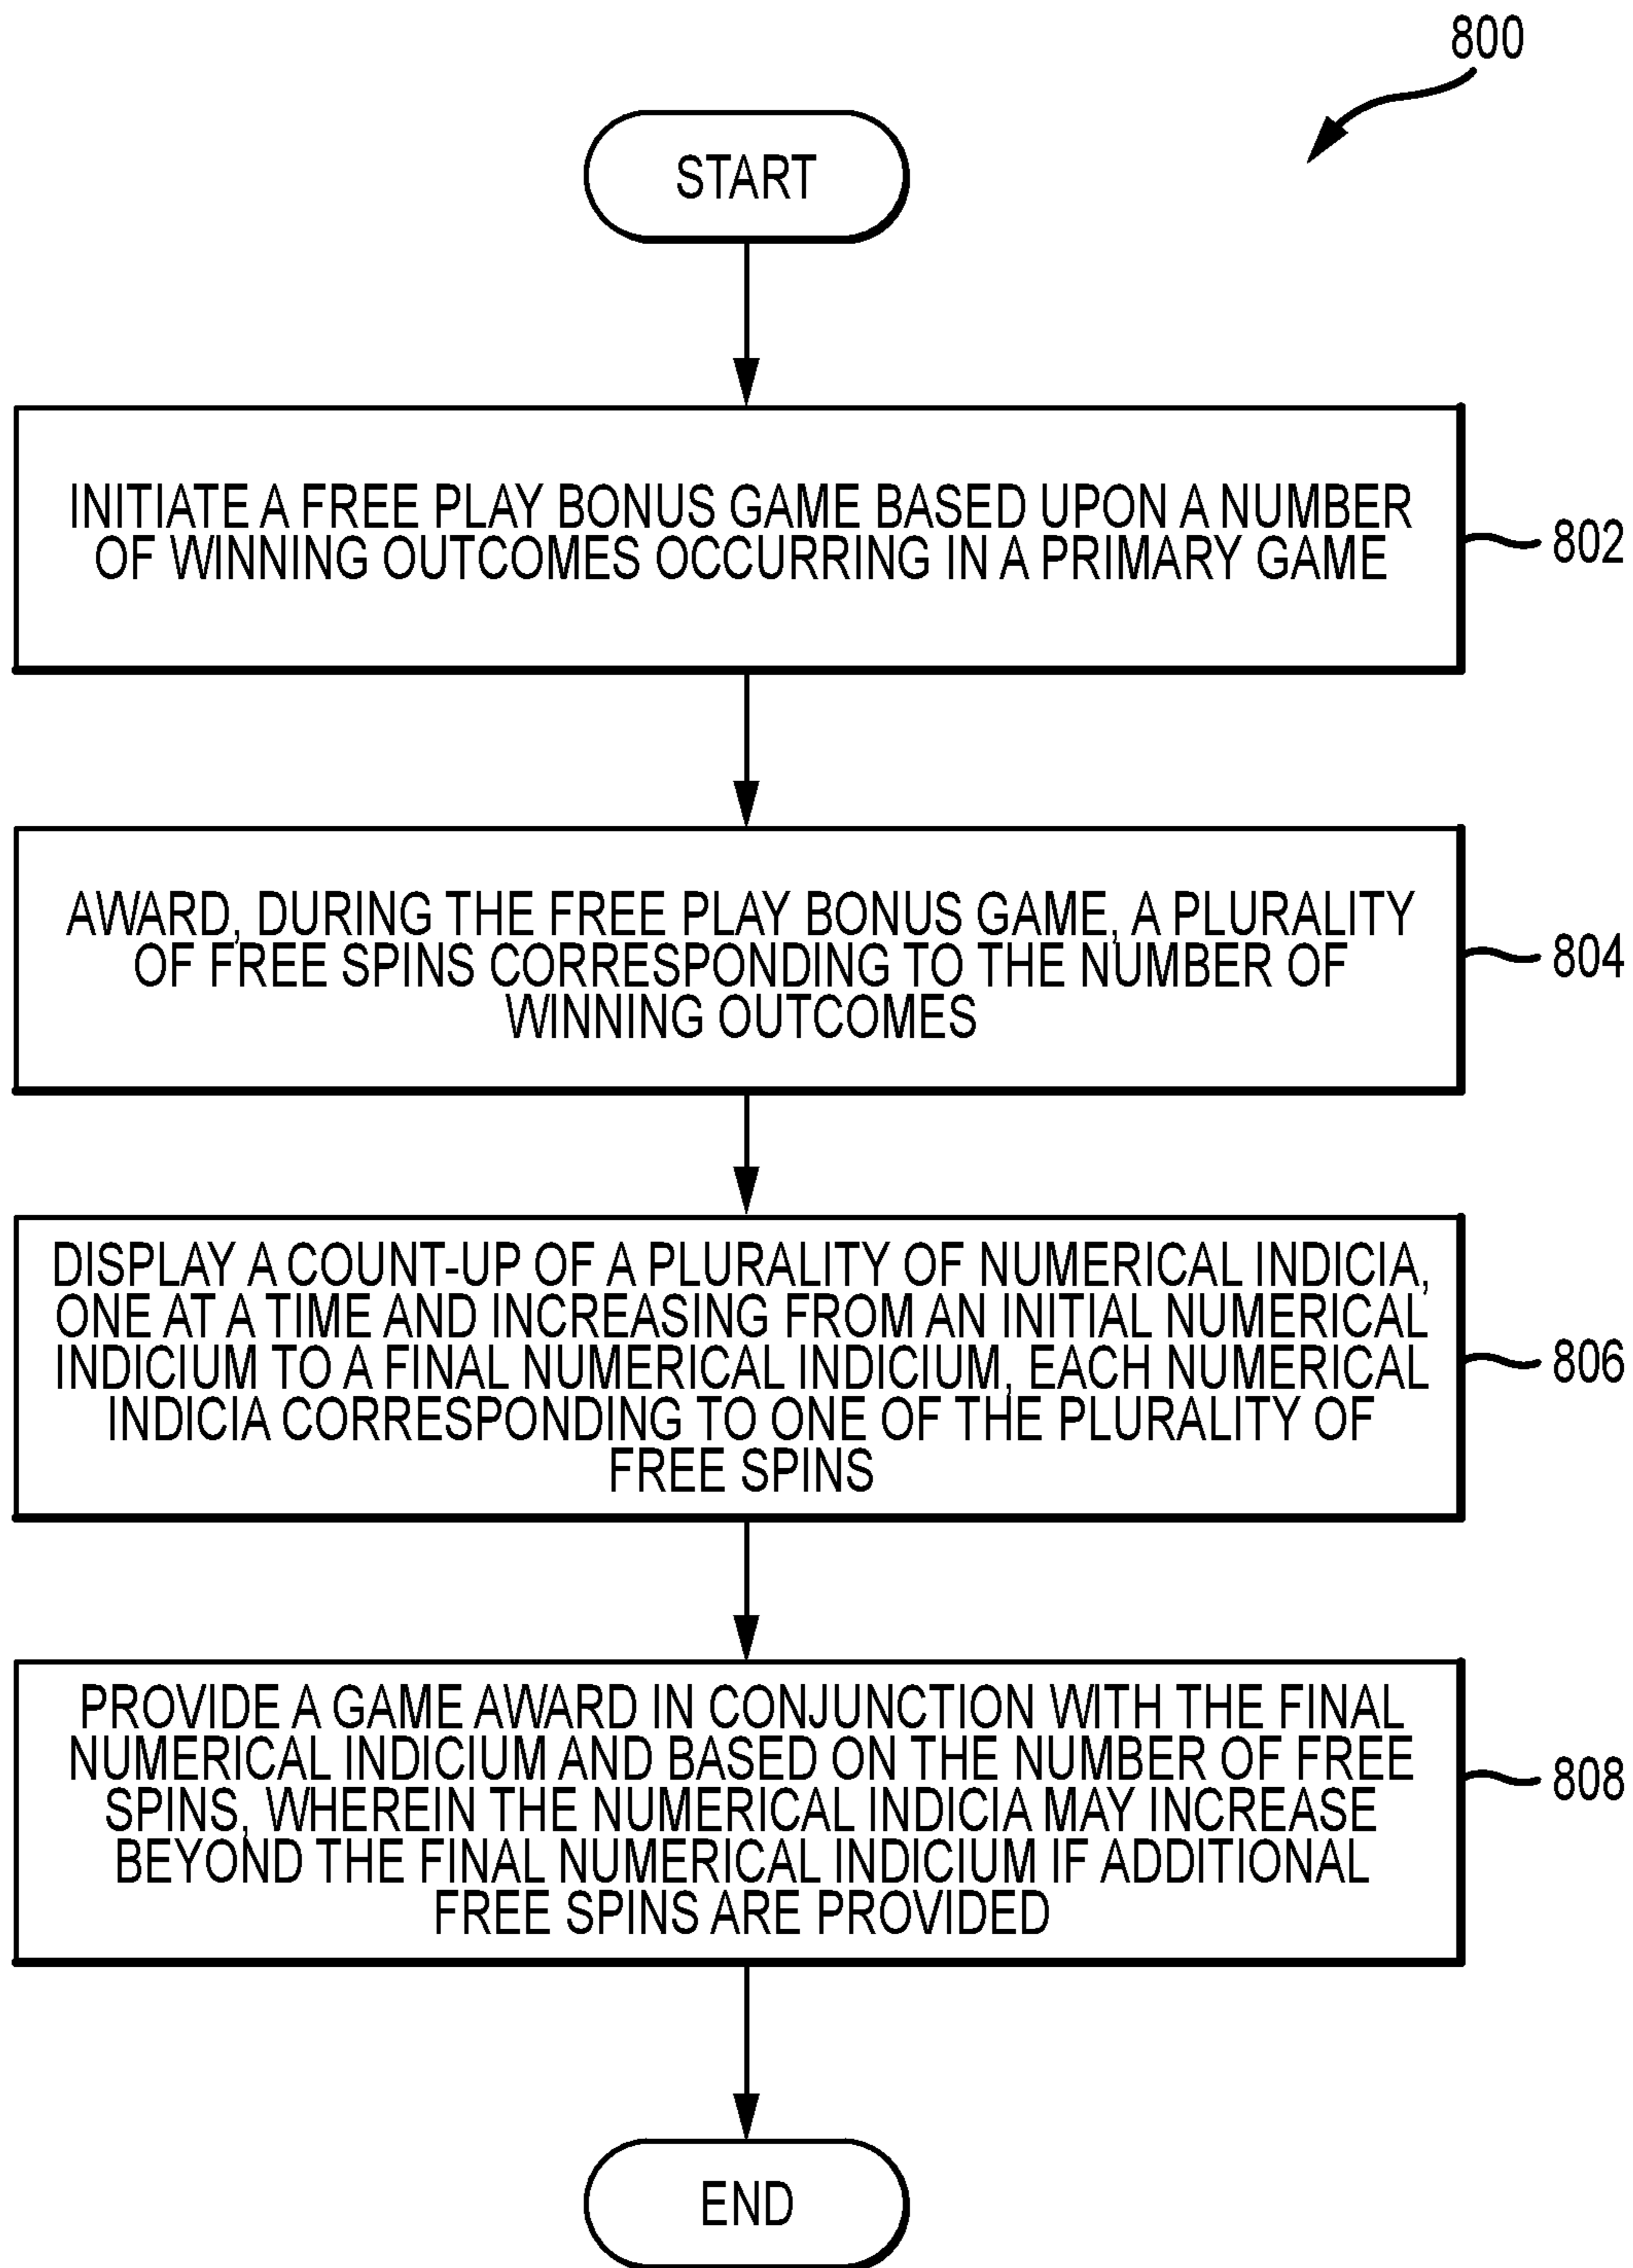 800
START
INITIATE A FREE PLAY BONUS GAME BASED UPON A NUMBER
OF WINNING OUTCOMES OCCURRING IN A PRIMARY GAME
802
AWARD, DURING THE FREE PLAY BONUS GAME, A PLURALITY
OF FREE SPINS CORRESPONDING TO THE NUMBER OF
WINNING OUTCOMES
804
DISPLAY A COUNT-UP OF A PLURALITY OF NUMERICAL INDICIA,
ONE AT A TIME AND INCREASING FROM AN INITIAL NUMERICAL
INDICIUM TO A FINAL NUMERICAL INDICIUM, EACH NUMERICAL
INDICIA CORRESPONDING TO ONE OF THE PLURALITY OF
FREE SPINS
806
PROVIDE A GAME AWARD IN CONJUNCTION WITH THE FINAL
NUMERICAL INDICIUM AND BASED ON THE NUMBER OF FREE
SPINS, WHEREIN THE NUMERICAL INDICIA MAY INCREASE
BEYOND THE FINAL NUMERICAL INDICIUM IF ADDITIONAL
FREE SPINS ARE PROVIDED
808
END